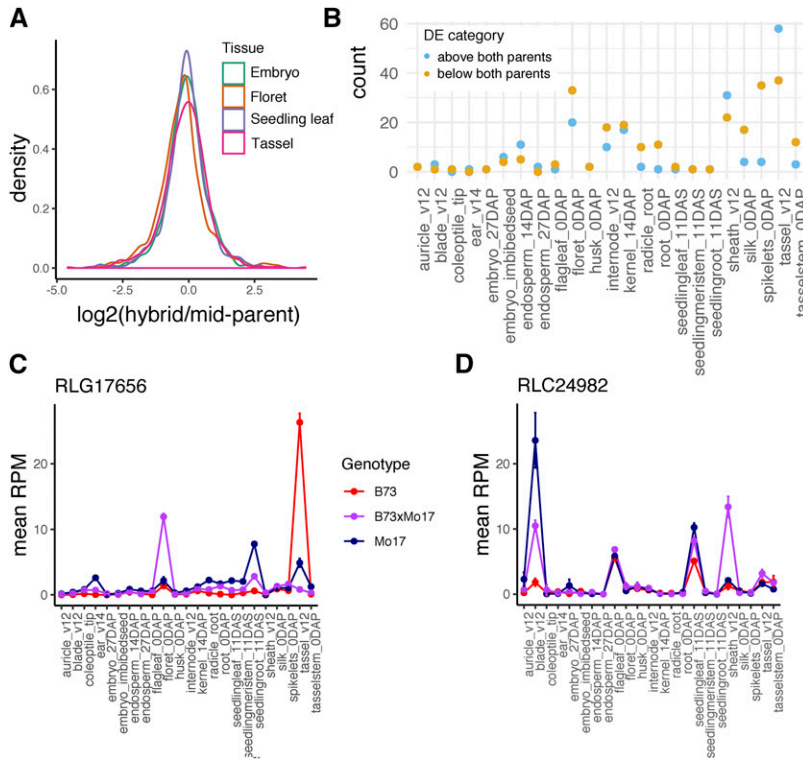 A
Tissue
Embryo
Floret
Seedling leaf
Tassel
0.6
0.4
0.2
0.0
density
-5.0
-2.5
0.0
2.5
log2(hybrid/mid-parent)
B
DE category
above both parents
below both parents
60
40
20
0
count
auricle_v12
blade_v12
coleoptile_tip
ear_v14
embryo_27DAP
embryo_imbibedseed
endosperm_14DAP
endosperm_27DAP
flagleaf_0DAP
floret_0DAP
husk_0DAP
internode_v12
kernel_14DAP
radicle_root
root_0DAP
seedlingleaf_11DAS
seedlingmeristem_11DAS
seedlingroot_11DAS
sheath_v12
silk_0DAP
spikelets_0DAP
tassel_v12
tasselstem_0DAP
C
RLG17656
20
10
0
mean RPM
auricle_v12
blade_v12
coleoptile_tip
ear_v14
embryo_27DAP
embryo_imbibedseed
endosperm_14DAP
endosperm_27DAP
flagleaf_0DAP
floret_0DAP
husk_0DAP
internode_v12
kernel_14DAP
radicle_root
root_0DAP
seedlingleaf_11DAS
seedlingmeristem_11DAS
seedlingroot_11DAS
sheath_v12
silk_0DAP
spikelets_0DAP
tassel_v12
tasselstem_0DAP
Genotype
B73
B73xMo17
Mo17
D
RLC24982
20
10
0
mean RPM
auricle_v12
blade_v12
coleoptile_tip
ear_v14
embryo_27DAP
embryo_imbibedseed
endosperm_14DAP
endosperm_27DAP
flagleaf_0DAP
floret_0DAP
husk_0DAP
internode_v12
kernel_14DAP
radicle_root
root_0DAP
seedlingleaf_11DAS
seedlingmeristem_11DAS
seedlingroot_11DAS
sheath_v12
silk_0DAP
spikelets_0DAP
tassel_v12
tasselstem_0DAP